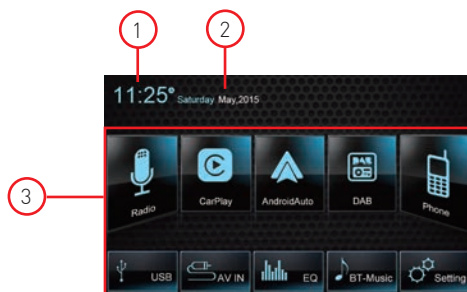 1 2
11:25° Saturday May,2015
3
Radio CarPlay AndroidAuto DAB Phone
USB AV IN EQ BT-Music Setting